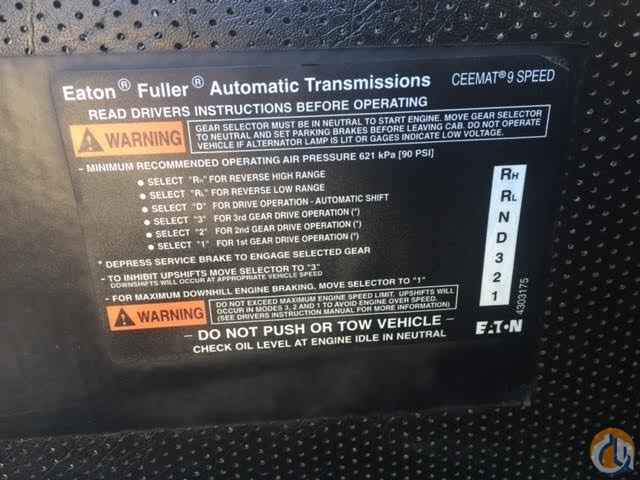 Eaton® Fuller® Automatic Transmissions CEEMAT® 9 SPEED
READ DRIVERS INSTRUCTIONS BEFORE OPERATING
WARNING
GEAR SELECTOR MUST BE IN NEUTRAL TO START ENGINE. MOVE GEAR SELECTOR
TO NEUTRAL AND SET PARKING BRAKES BEFORE LEAVING CAB. DO NOT OPERATE
VEHICLE IF ALTERNATOR LAMP IS LIT OR GAGES INDICATE LOW VOLTAGE.
- MINIMUM RECOMMENDED OPERATING AIR PRESSURE 621 kPa [90 PSI]
• SELECT "RH" FOR REVERSE HIGH RANGE
• SELECT "RL" FOR REVERSE LOW RANGE
• SELECT "D" FOR DRIVE OPERATION - AUTOMATIC SHIFT
• SELECT "3" FOR 3rd GEAR DRIVE OPERATION (*)
• SELECT "2" FOR 2nd GEAR DRIVE OPERATION (*)
• SELECT "1" FOR 1st GEAR DRIVE OPERATION (*)
* DEPRESS SERVICE BRAKE TO ENGAGE SELECTED GEAR
- TO INHIBIT UPSHIFTS MOVE SELECTOR TO "3"
DOWNSHIFTS WILL OCCUR AT APPROPRIATE VEHICLE SPEED
- FOR MAXIMUM DOWNHILL ENGINE BRAKING, MOVE SELECTOR TO "1"
WARNING
DO NOT EXCEED MAXIMUM ENGINE SPEED LIMIT. UPSHIFTS WILL
OCCUR IN MODES 3, 2 AND 1 TO AVOID ENGINE OVER SPEED.
(SEE DRIVERS INSTRUCTION MANUAL FOR MORE INFORMATION)
- DO NOT PUSH OR TOW VEHICLE -
CHECK OIL LEVEL AT ENGINE IDLE IN NEUTRAL
RH
RL
N
D
3
2
1
4303175
EATON